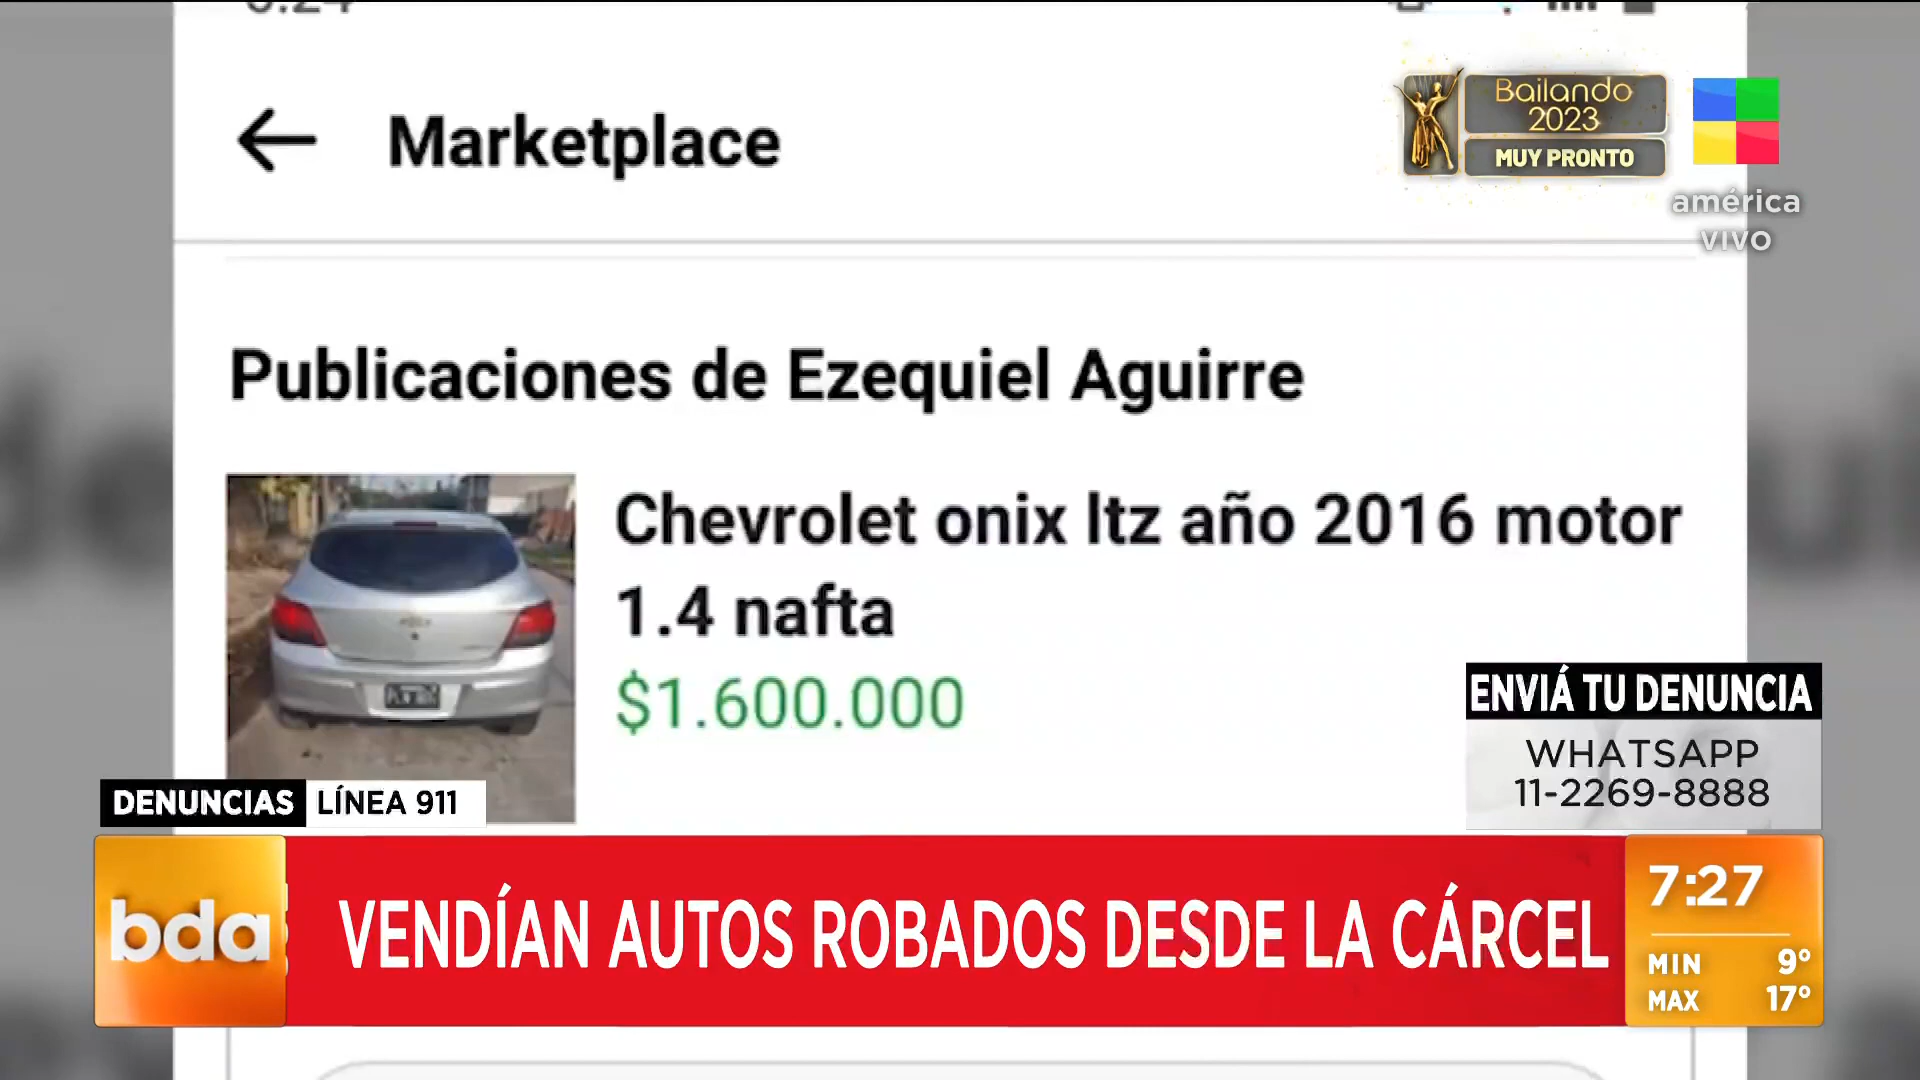 Marketplace
Bailando
2023
MUY PRONTO
américa
VIVO
Publicaciones de Ezequiel Aguirre
Chevrolet onix ltz año 2016 motor
1.4 nafta
$1.600.000
ENVIÁ TU DENUNCIA
WHATSAPP
11-2269-8888
DENUNCIAS LÍNEA 911
bda
VENDÍAN AUTOS ROBADOS DESDE LA CÁRCEL
7:27
MIN 9°
MAX 17°